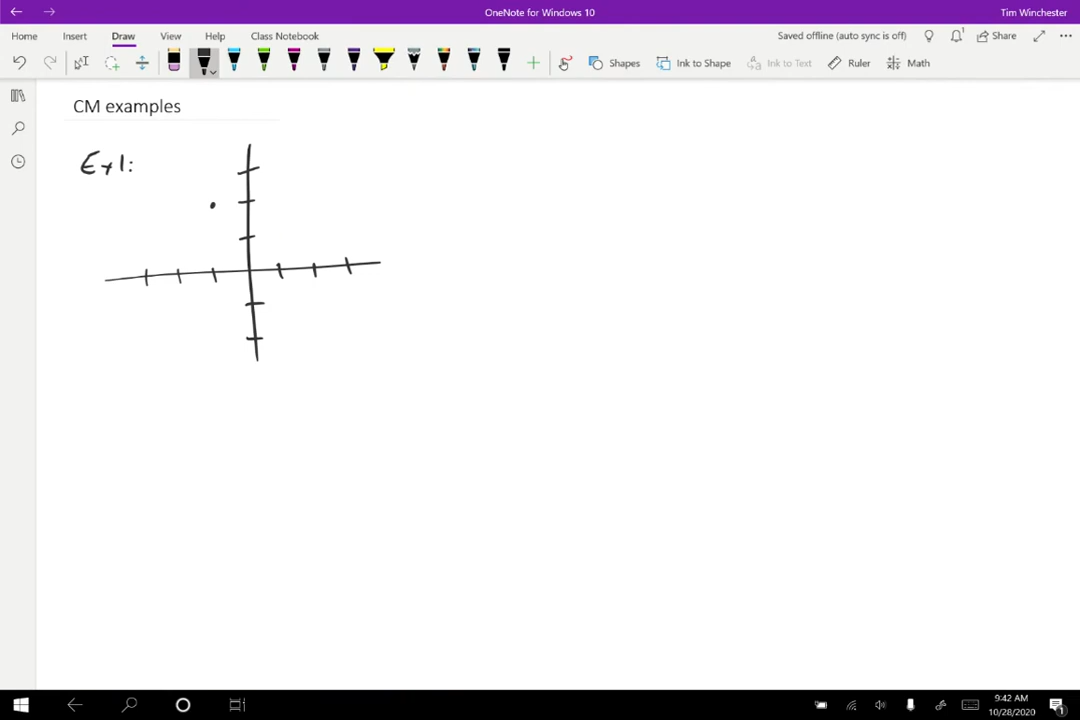 OneNote for Windows 10
Tim Winchester
Home Insert Draw View Help Class Notebook
Saved offline (auto sync is off)
Share
Shapes
Ink to Shape
Ink to Text
Ruler
Math
CM examples
Ex1:
9:42 AM
10/28/2020
1